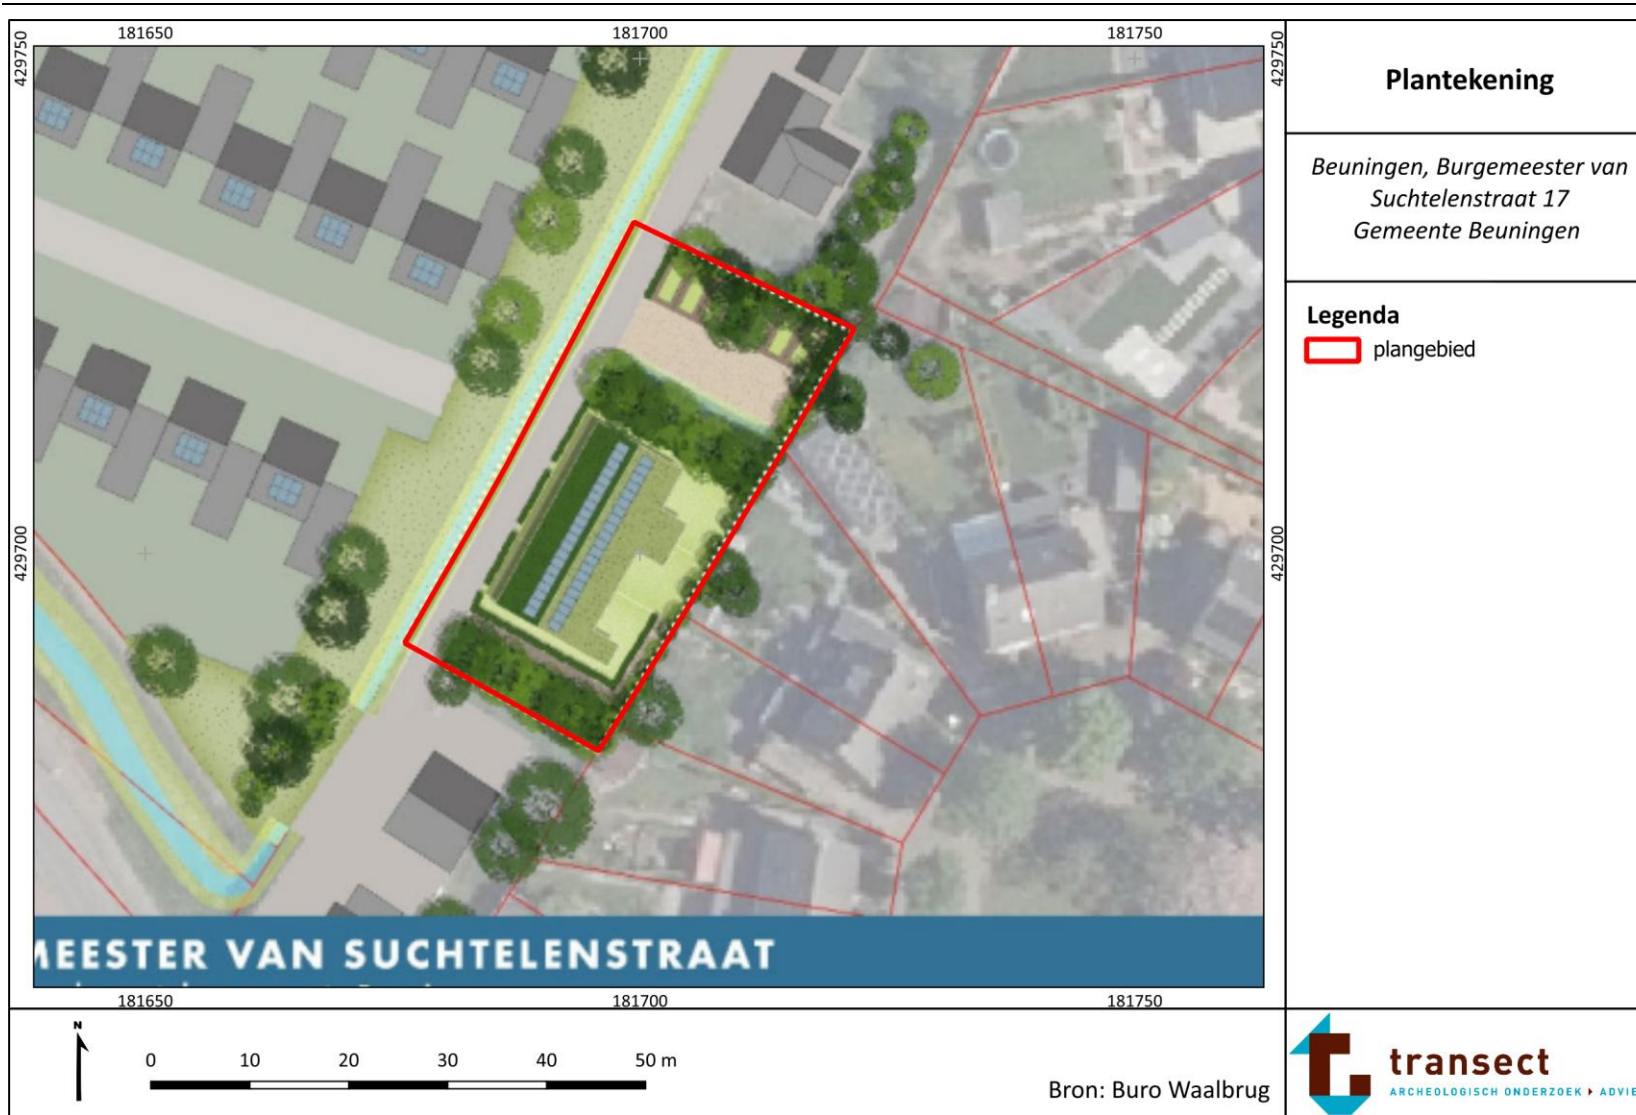 181650 181700 181750
429750
429750
429700
429700
MEESTER VAN SUCHTELENSTRAAT
181650 181700 181750
Plantekening
Beuningen, Burgemeester van
Suchtelenstraat 17
Gemeente Beuningen
Legenda
plangebied
N
0 10 20 30 40 50 m
Bron: Buro Waalbrug
transect
ARCHEOLOGISCH ONDERZOEK ▸ ADVIE